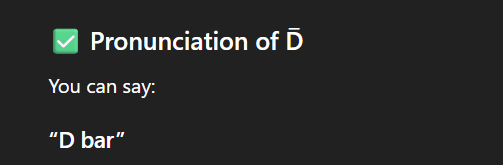 ✅ Pronunciation of D̄
You can say:
“D bar”